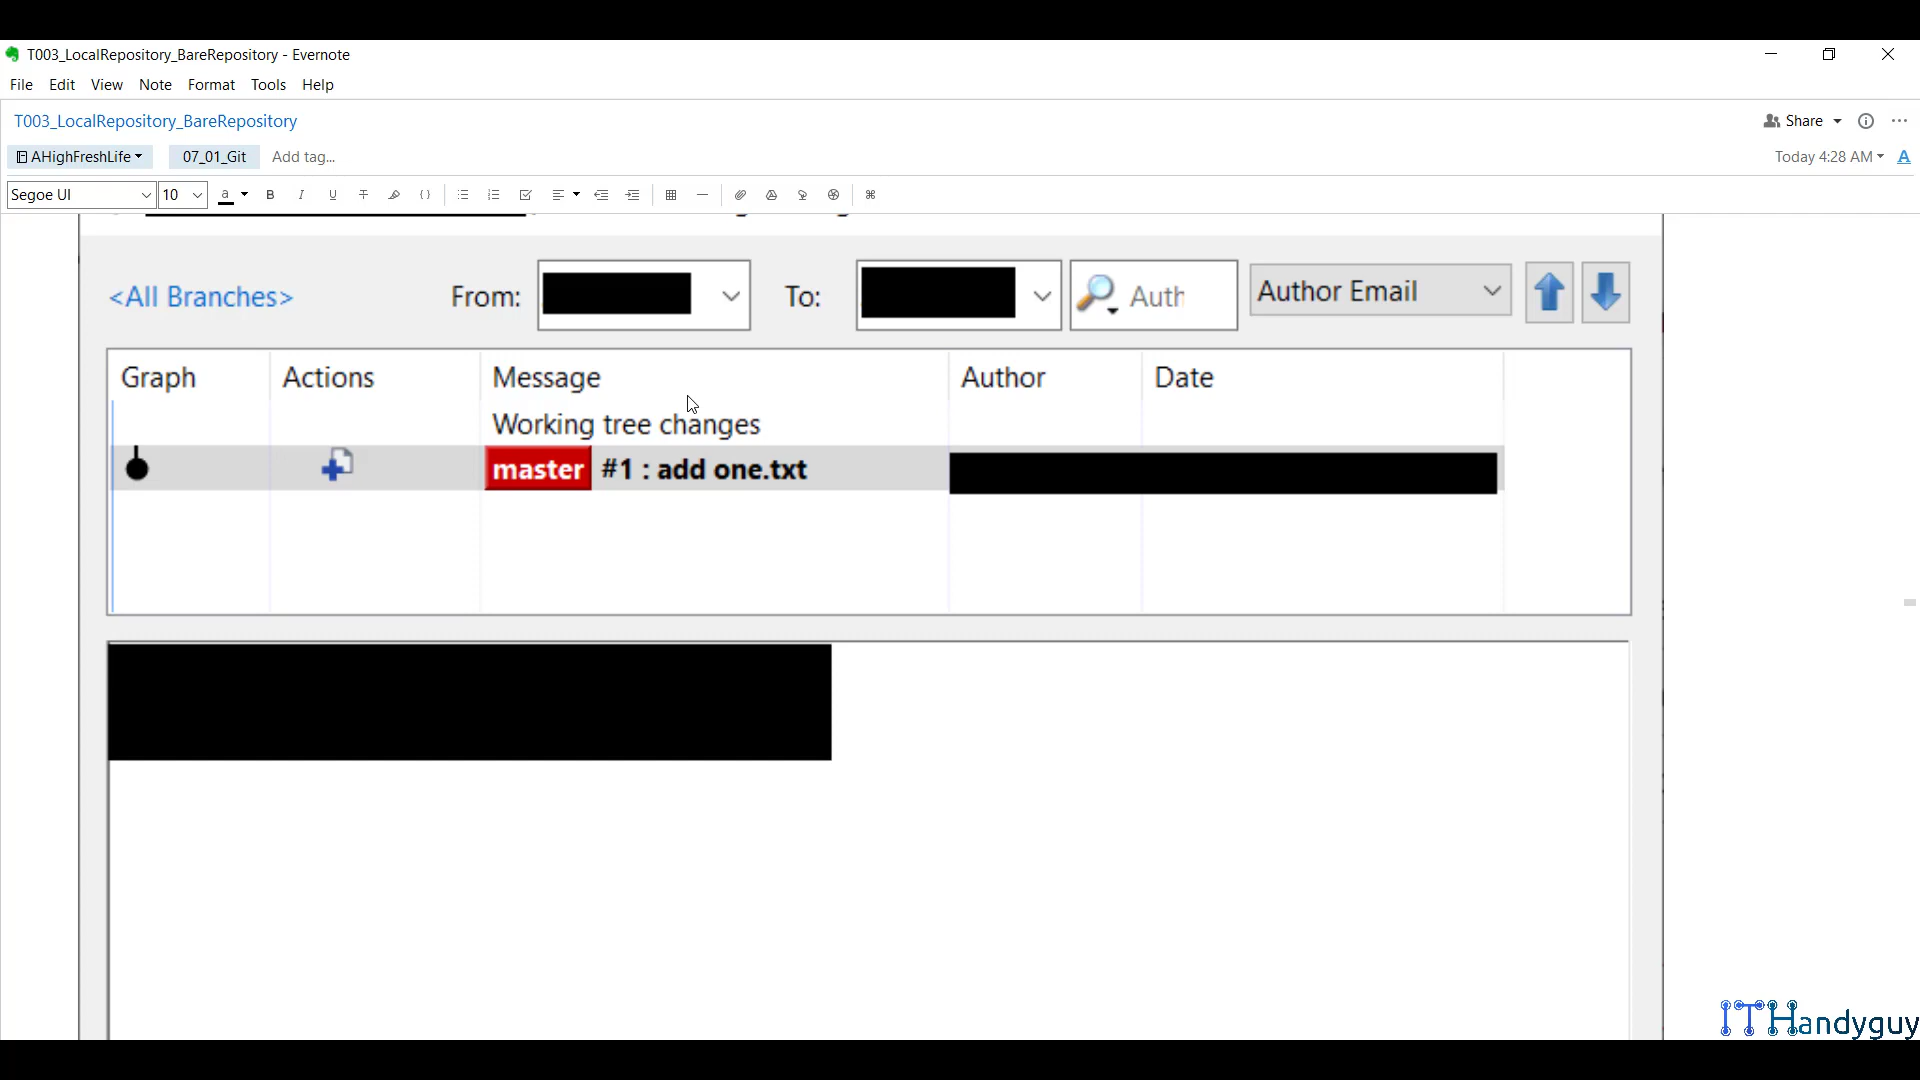 T003_LocalRepository_BareRepository - Evernote
File Edit View Note Format Tools Help
T003_LocalRepository_BareRepository
Share
AHighFreshLife
07_01_Git
Add tag...
Today 4:28 AM
A
Segoe UI
10
a
B I U T
<All Branches>
From:
To:
Auth
Author Email
Graph Actions Message Author Date
Working tree changes
master #1 : add one.txt
ITHandyguy